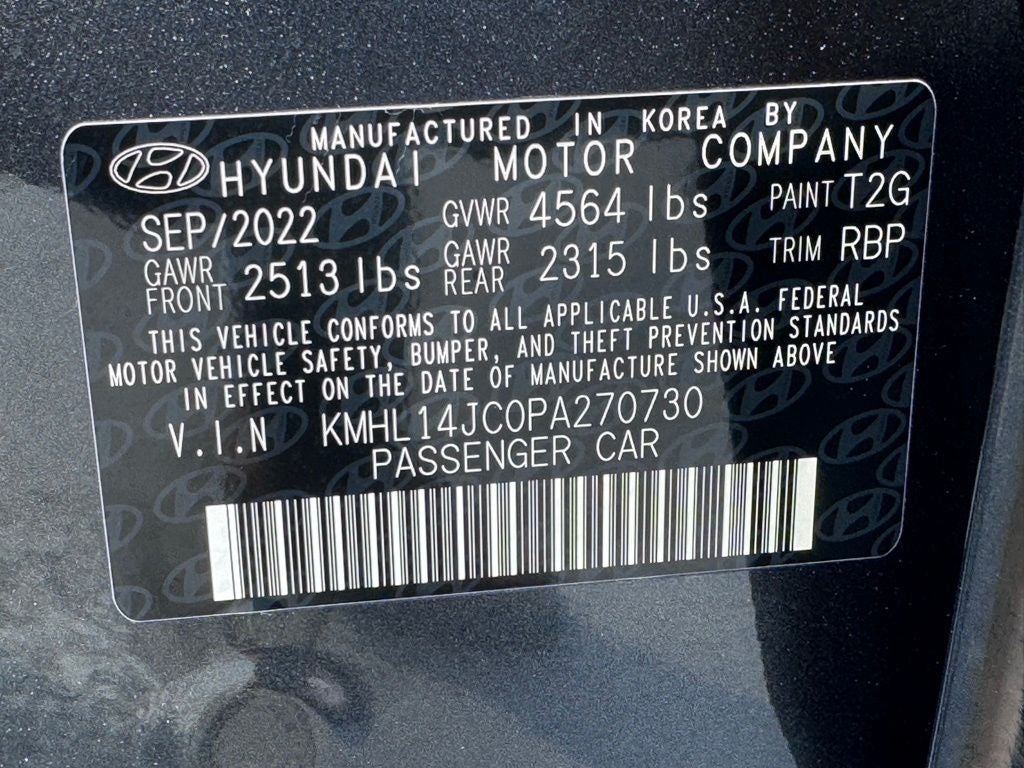 MANUFACTURED IN KOREA BY
HYUNDAI MOTOR COMPANY
SEP/2022 GVWR 4564 lbs PAINT T2G
GAWR FRONT 2513 lbs GAWR REAR 2315 lbs TRIM RBP
THIS VEHICLE CONFORMS TO ALL APPLICABLE U.S.A. FEDERAL
MOTOR VEHICLE SAFETY, BUMPER, AND THEFT PREVENTION STANDARDS
IN EFFECT ON THE DATE OF MANUFACTURE SHOWN ABOVE
V.I.N KMHL14JC0PA270730
PASSENGER CAR